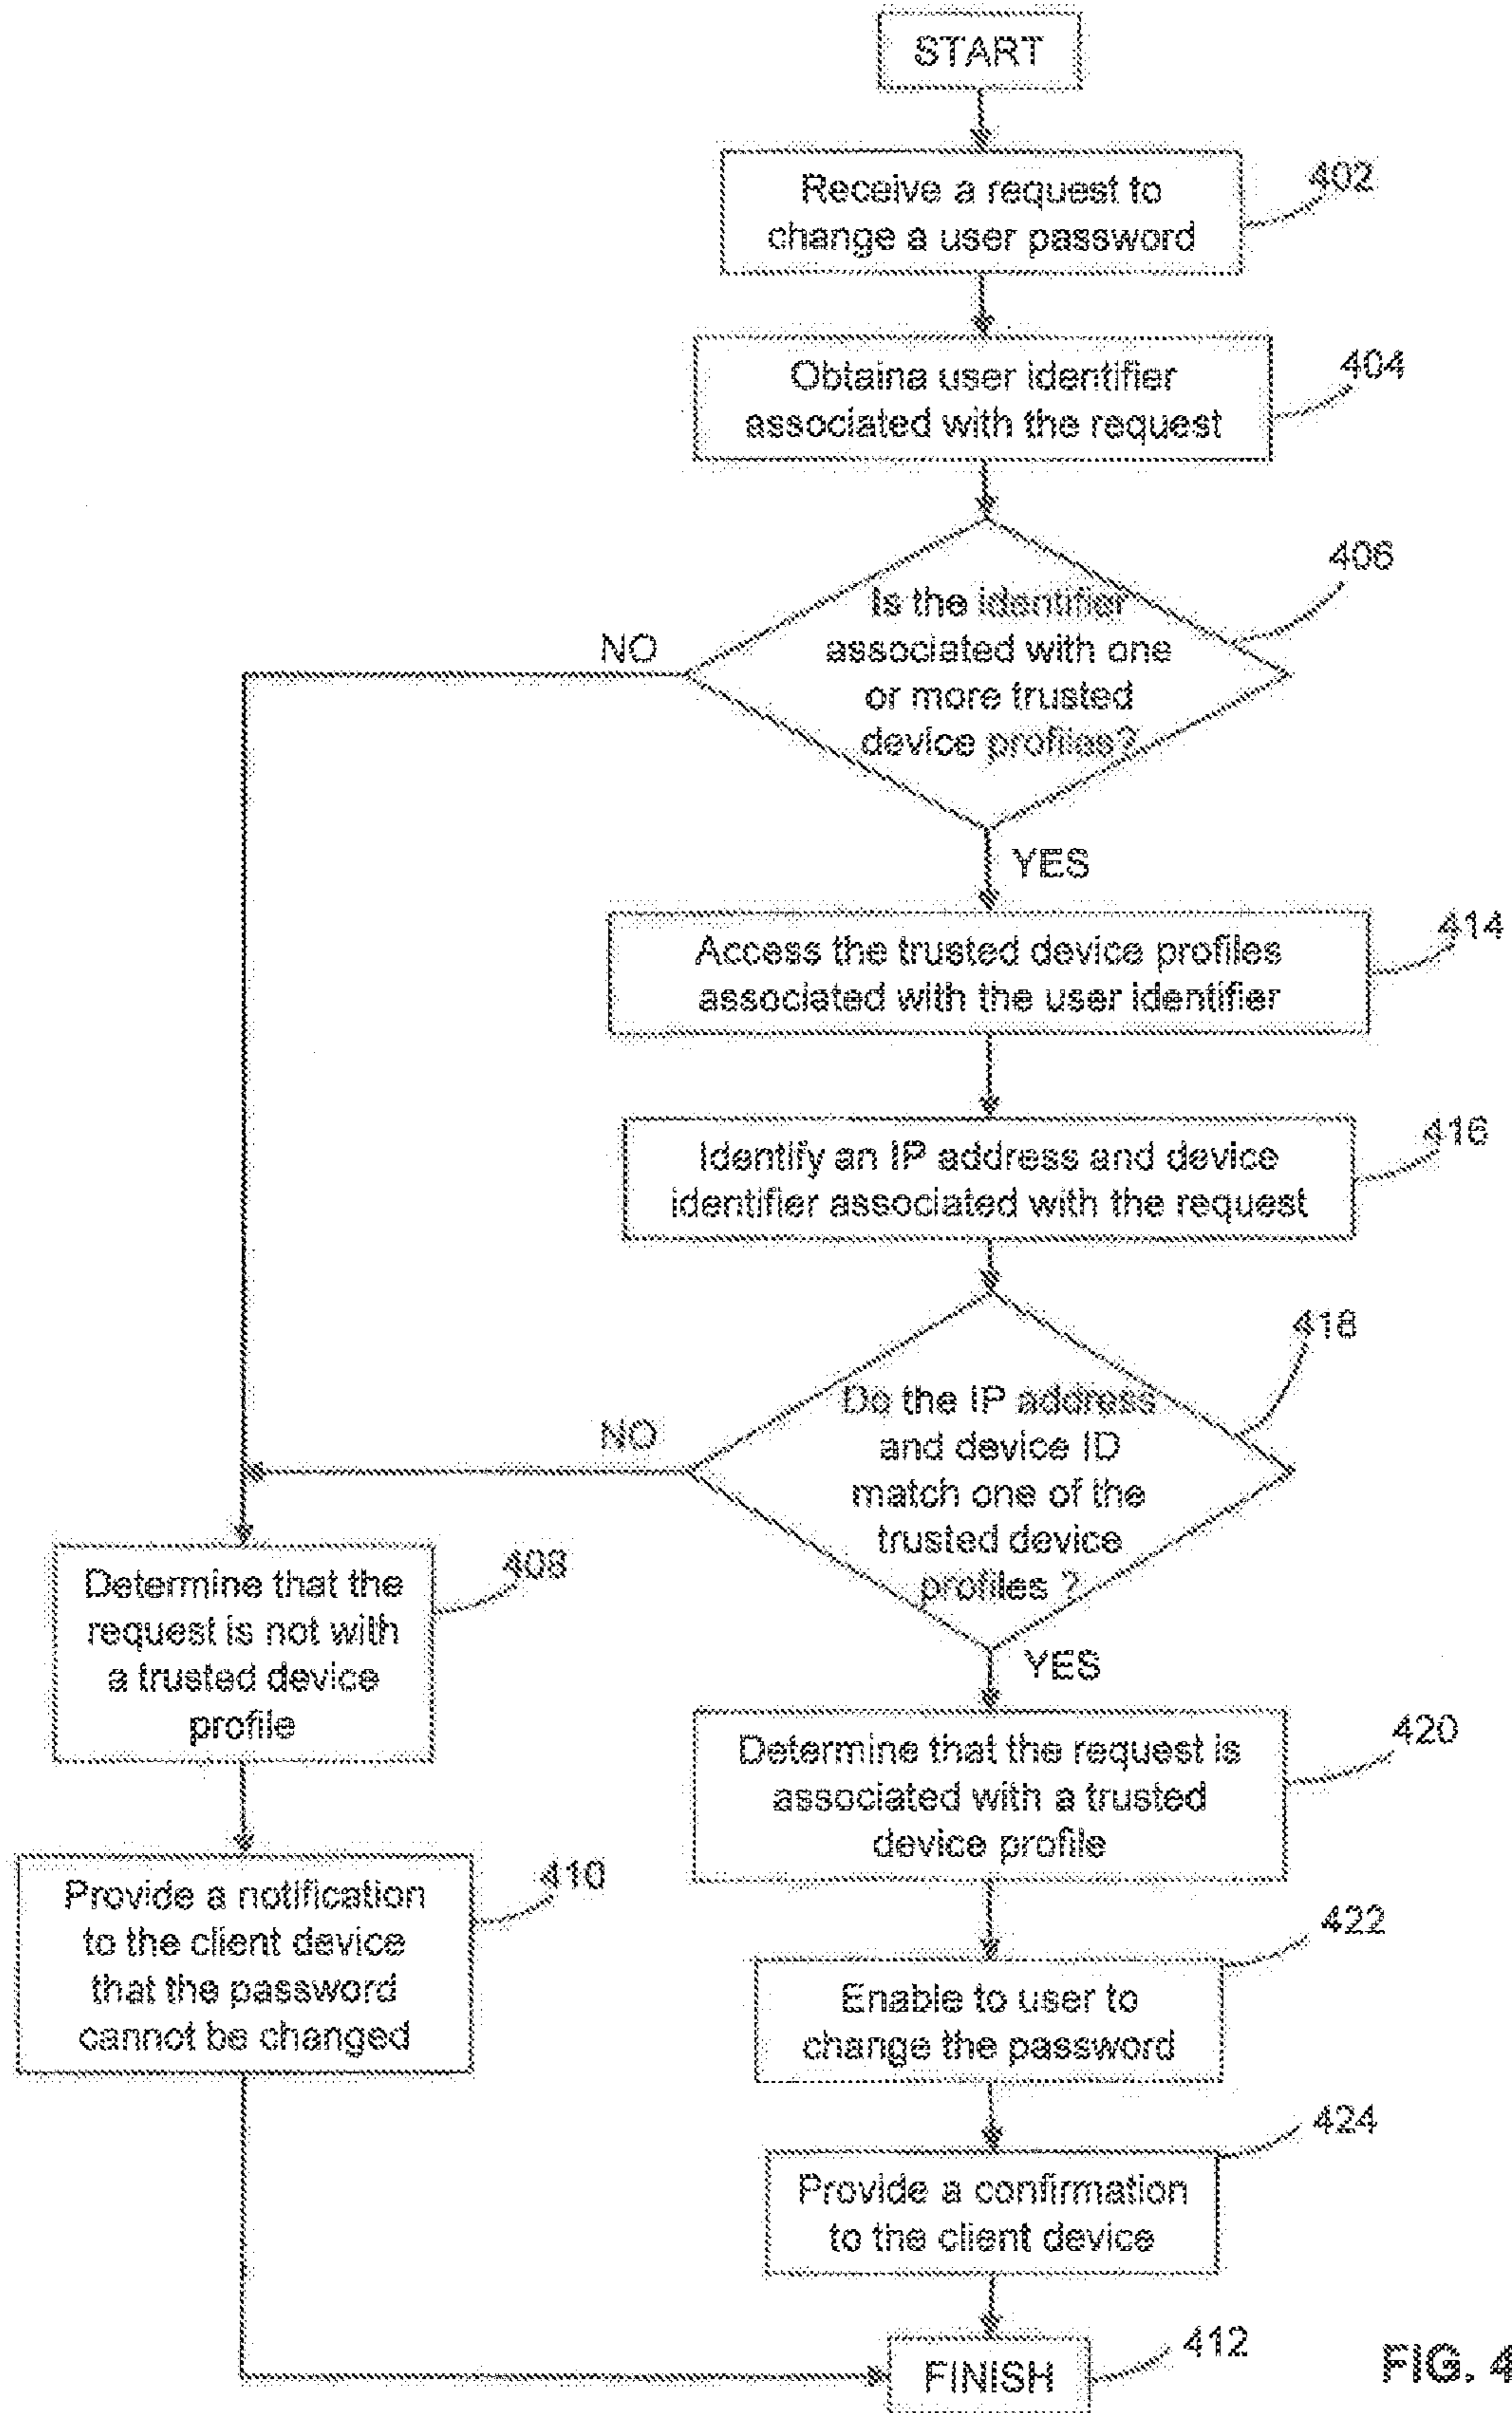 START
Receive a request to
change a user password
402
Obtaina user identifier
associated with the request
404
Is the identifier
associated with one
or more trusted
device profiles?
406
NO
YES
Access the trusted device profiles
associated with the user identifier
414
Identify an IP address and device
identifier associated with the request
416
Do the IP address
and device ID
match one of the
trusted device
profiles ?
418
NO
YES
Determine that the
request is not with
a trusted device
profile
408
Determine that the request is
associated with a trusted
device profile
420
Provide a notification
to the client device
that the password
cannot be changed
410
Enable to user to
change the password
422
Provide a confirmation
to the client device
424
FINISH
412
FIG. 4